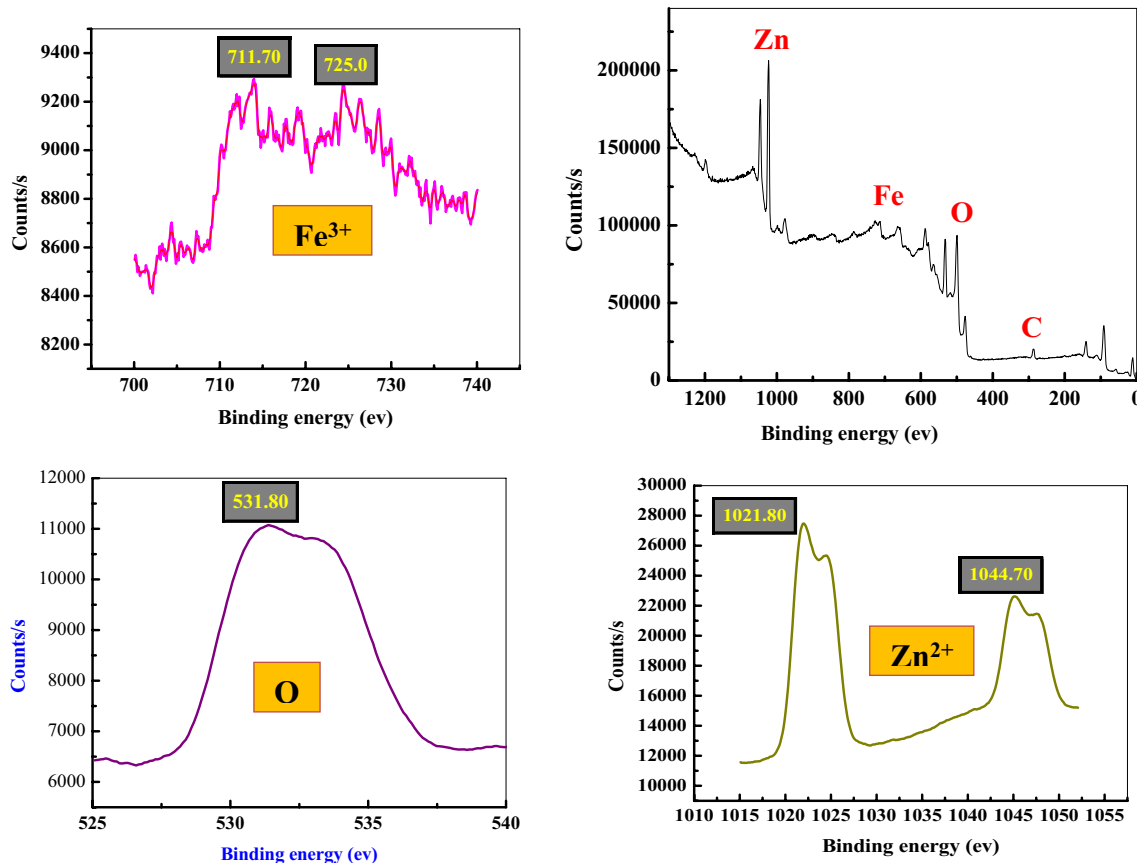 9400
9200
9000
8800
8600
8400
8200
Counts/s
711.70
725.0
Fe³⁺
700 710 720 730 740
Binding energy (ev)
200000
150000
100000
50000
0
Counts/s
Zn
Fe
O
C
1200 1000 800 600 400 200 0
Binding energy (ev)
12000
11000
10000
9000
8000
7000
6000
Counts/s
531.80
O
525 530 535 540
Binding energy (ev)
30000
28000
26000
24000
22000
20000
18000
16000
14000
12000
10000
Counts/s
1021.80
1044.70
Zn²⁺
1010 1015 1020 1025 1030 1035 1040 1045 1050 1055
Binding energy (ev)